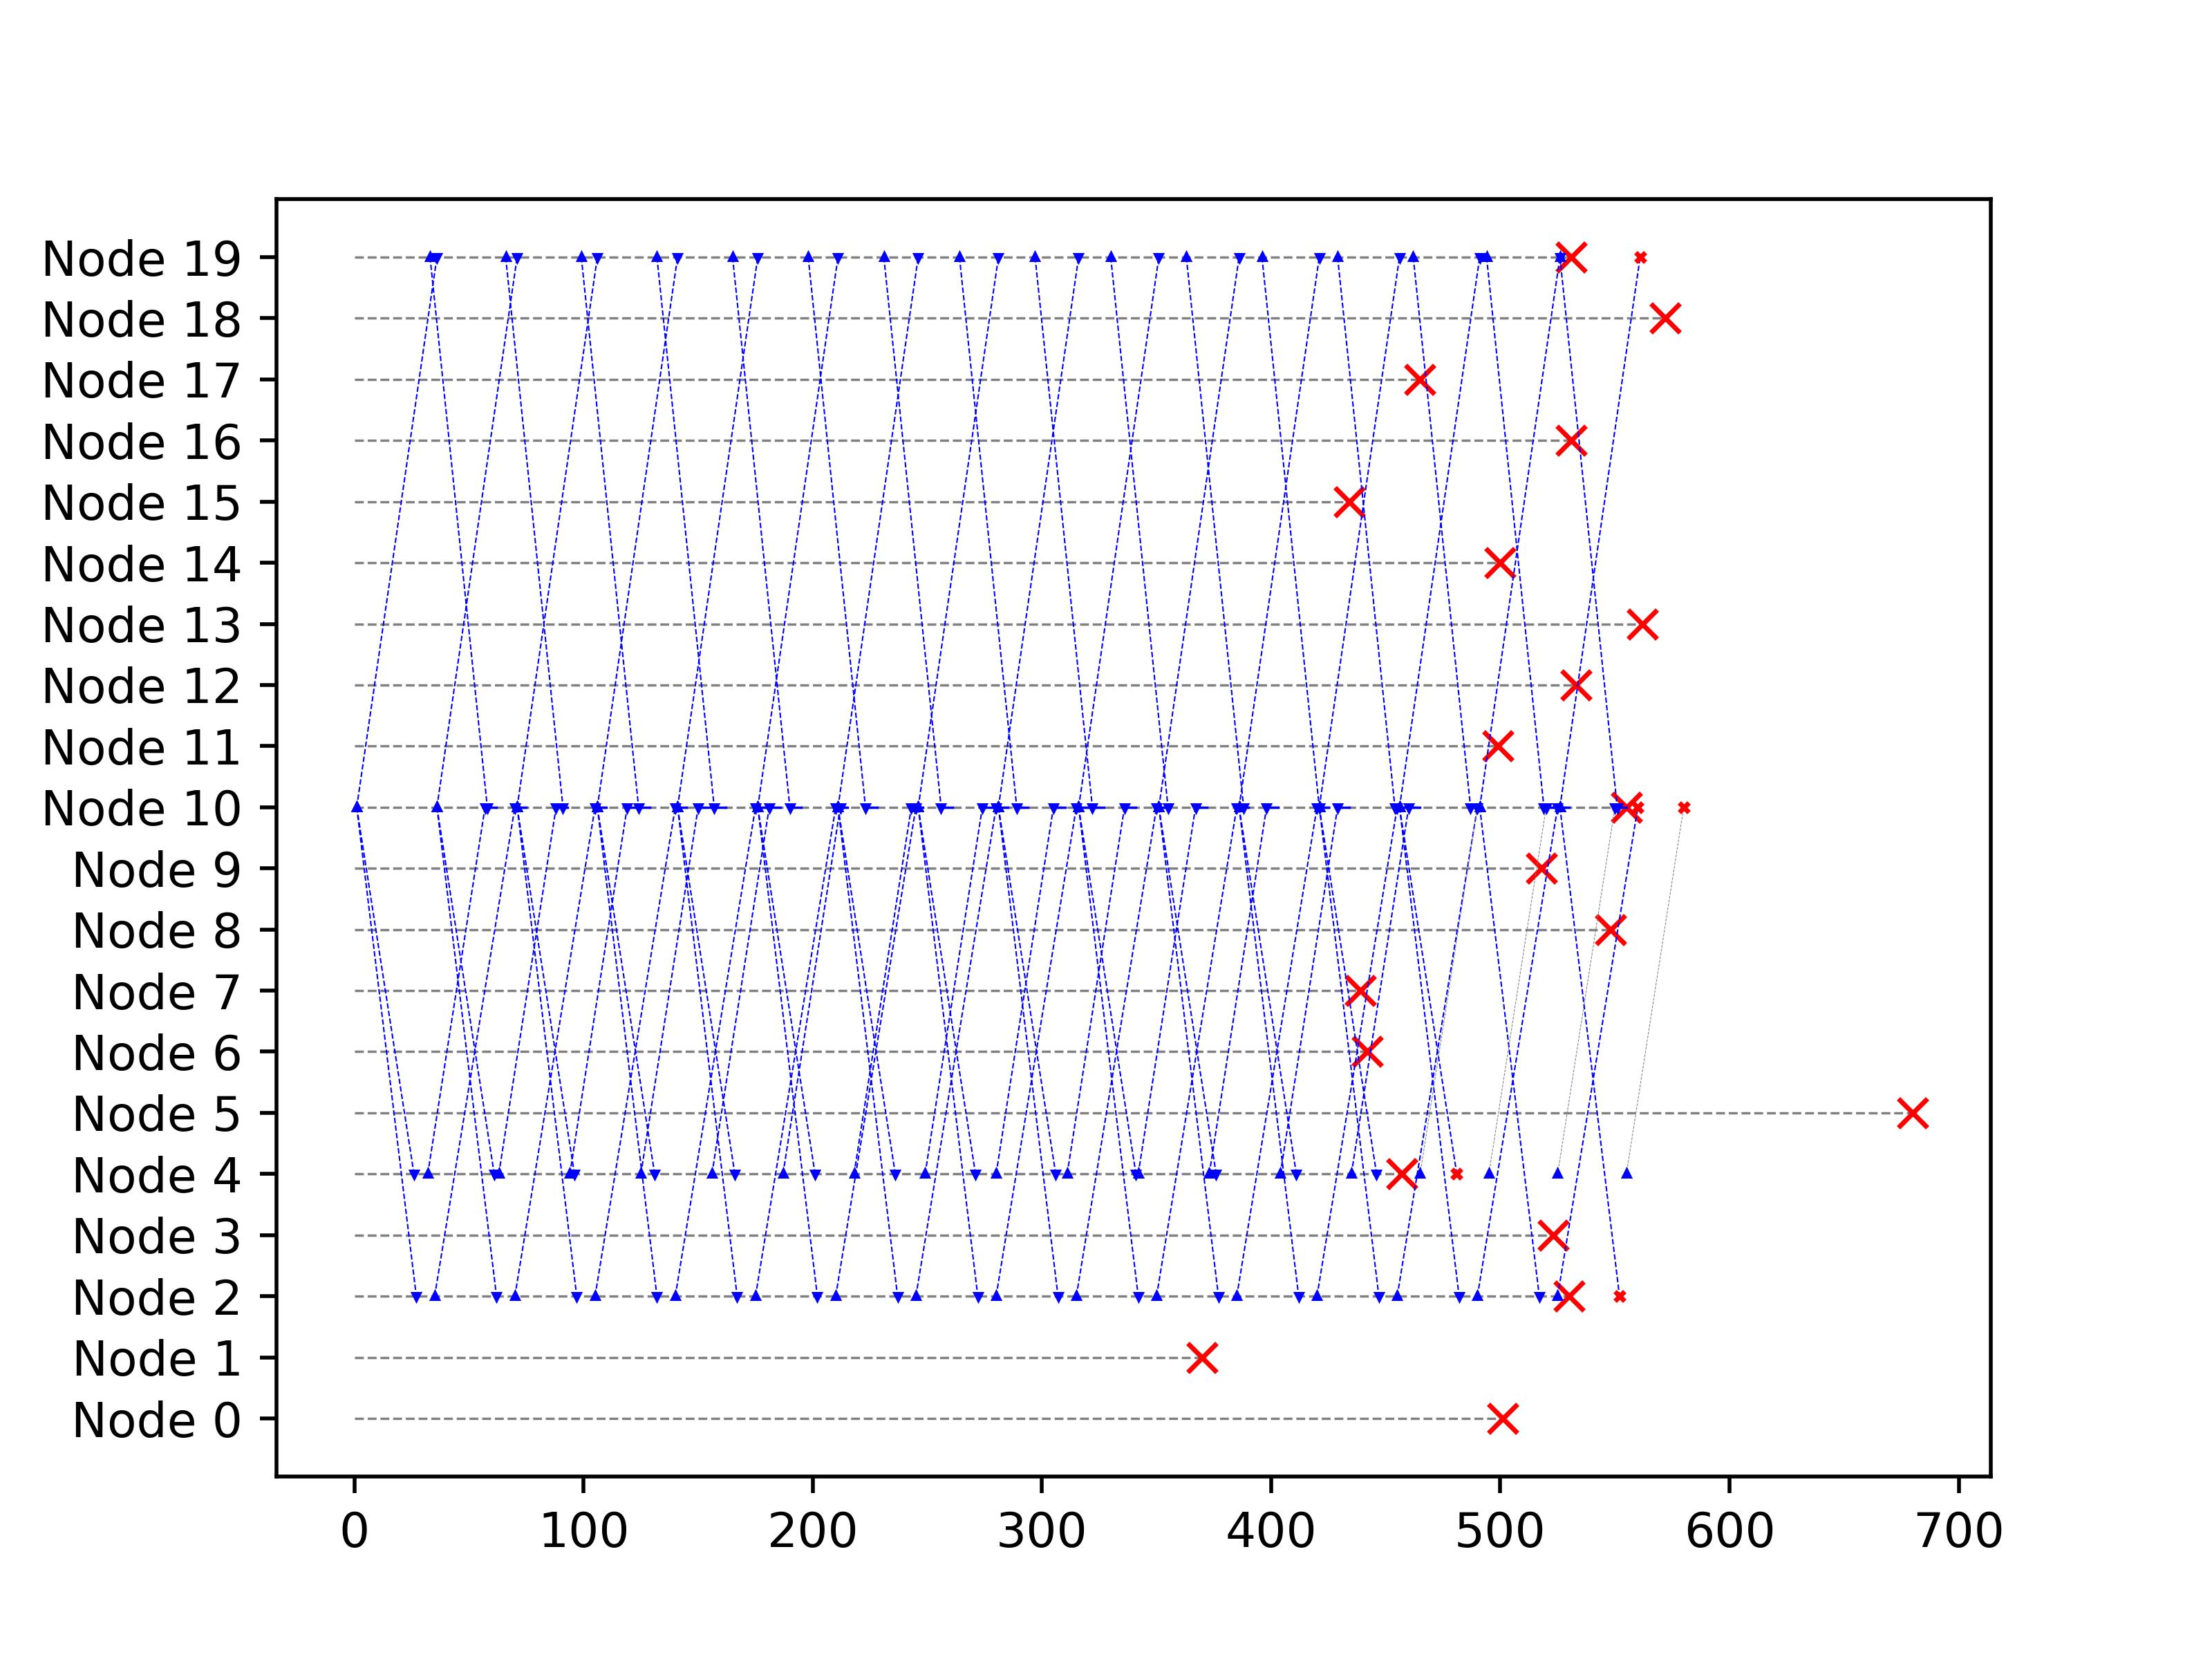 Node 19
Node 18
Node 17
Node 16
Node 15
Node 14
Node 13
Node 12
Node 11
Node 10
Node 9
Node 8
Node 7
Node 6
Node 5
Node 4
Node 3
Node 2
Node 1
Node 0
0 100 200 300 400 500 600 700